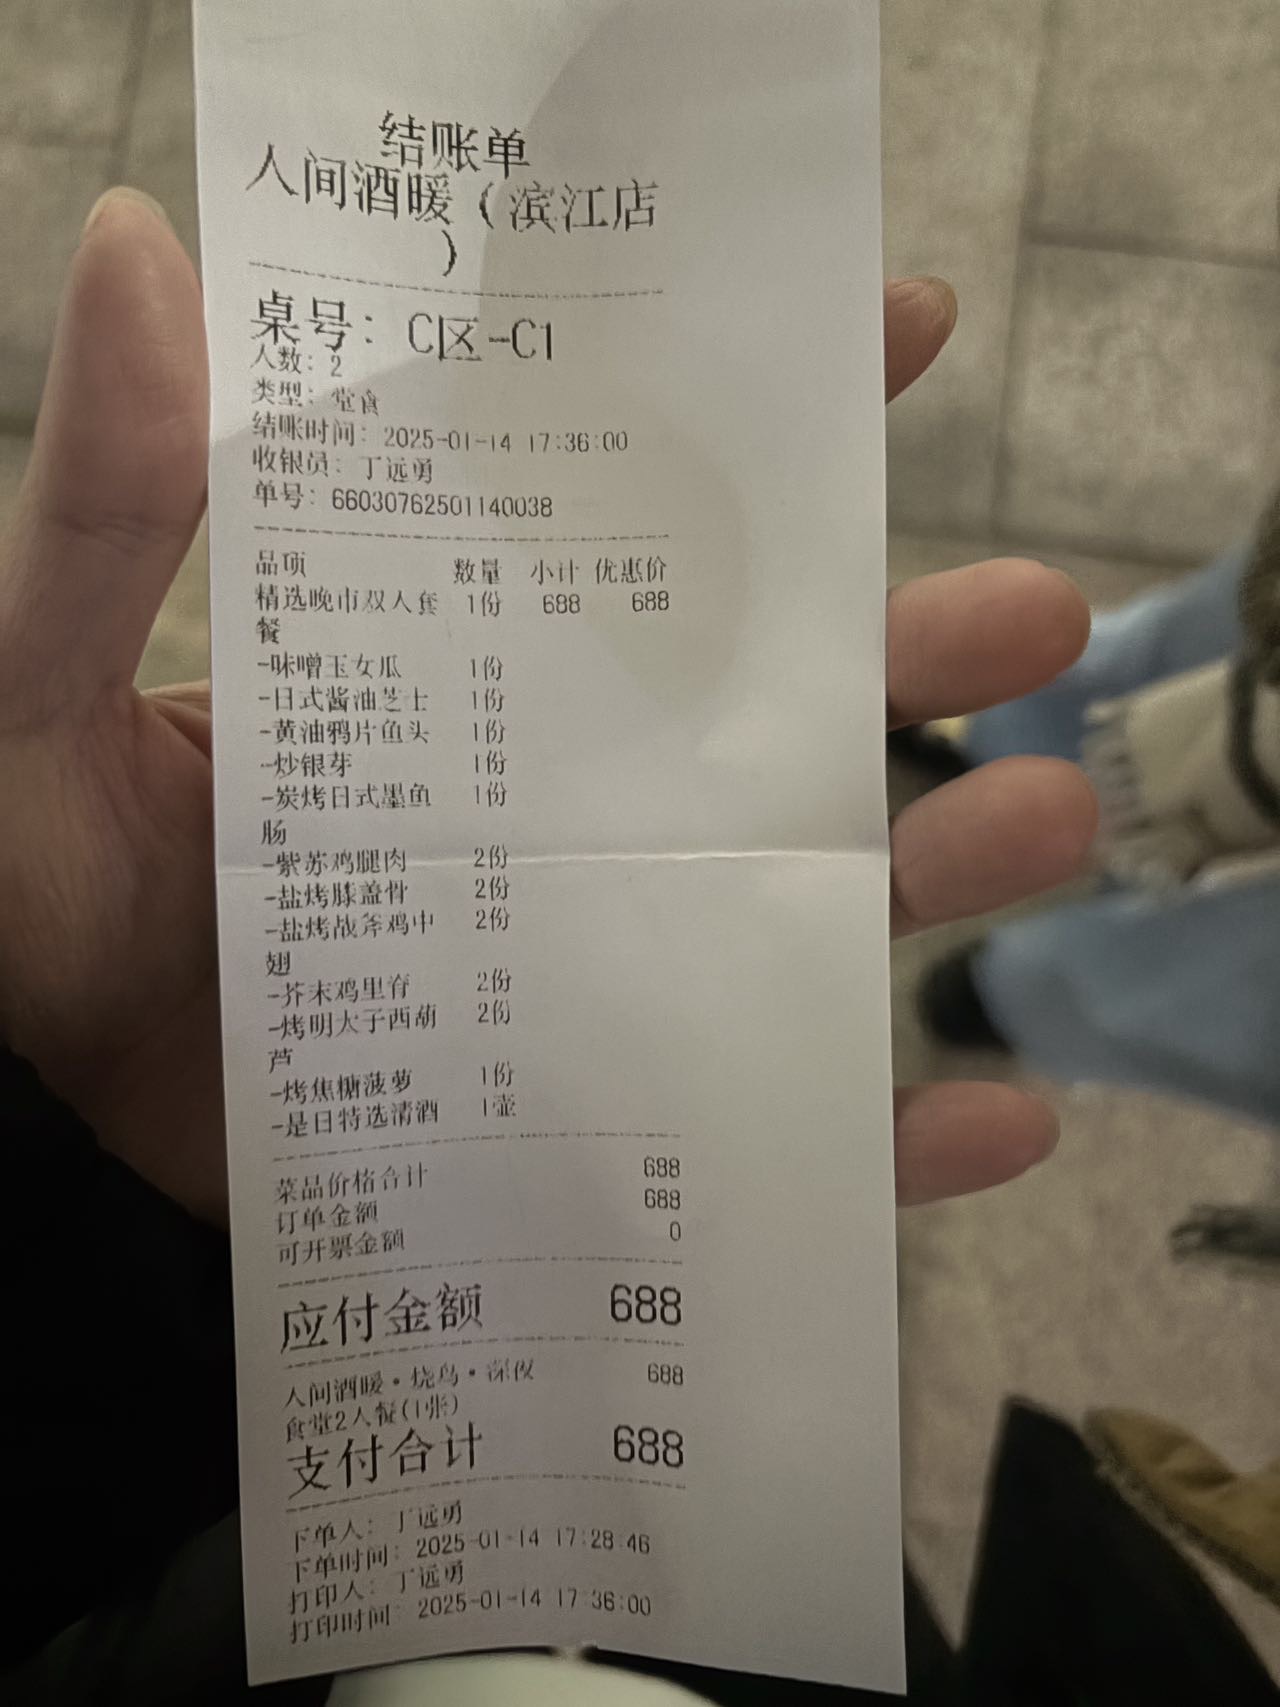 结账单
人间酒暖（滨江店
）
桌号：C区-C1
人数：2
类型：堂食
结账时间：2025-01-14 17:36:00
收银员：丁远勇
单号：66030762501140038
品项 数量 小计 优惠价
精选晚市双人套 1份 688 688
餐
-味噌玉女瓜 1份
-日式酱油芝士 1份
-黄油鸦片鱼头 1份
-炒银芽 1份
-炭烤日式墨鱼 1份
肠
-紫苏鸡腿肉 2份
-盐烤膝盖骨 2份
-盐烤战斧鸡中 2份
翅
-芥末鸡里脊 2份
-烤明太子西葫 2份
芦
-烤焦糖菠萝 1份
-是日特选清酒 1壶
菜品价格合计 688
订单金额 688
可开票金额 0
应付金额 688
人间酒暖·烧鸟·深夜 688
食堂2人餐(1张)
支付合计 688
下单人：丁远勇
下单时间：2025-01-14 17:28:46
打印人：丁远勇
打印时间：2025-01-14 17:36:00